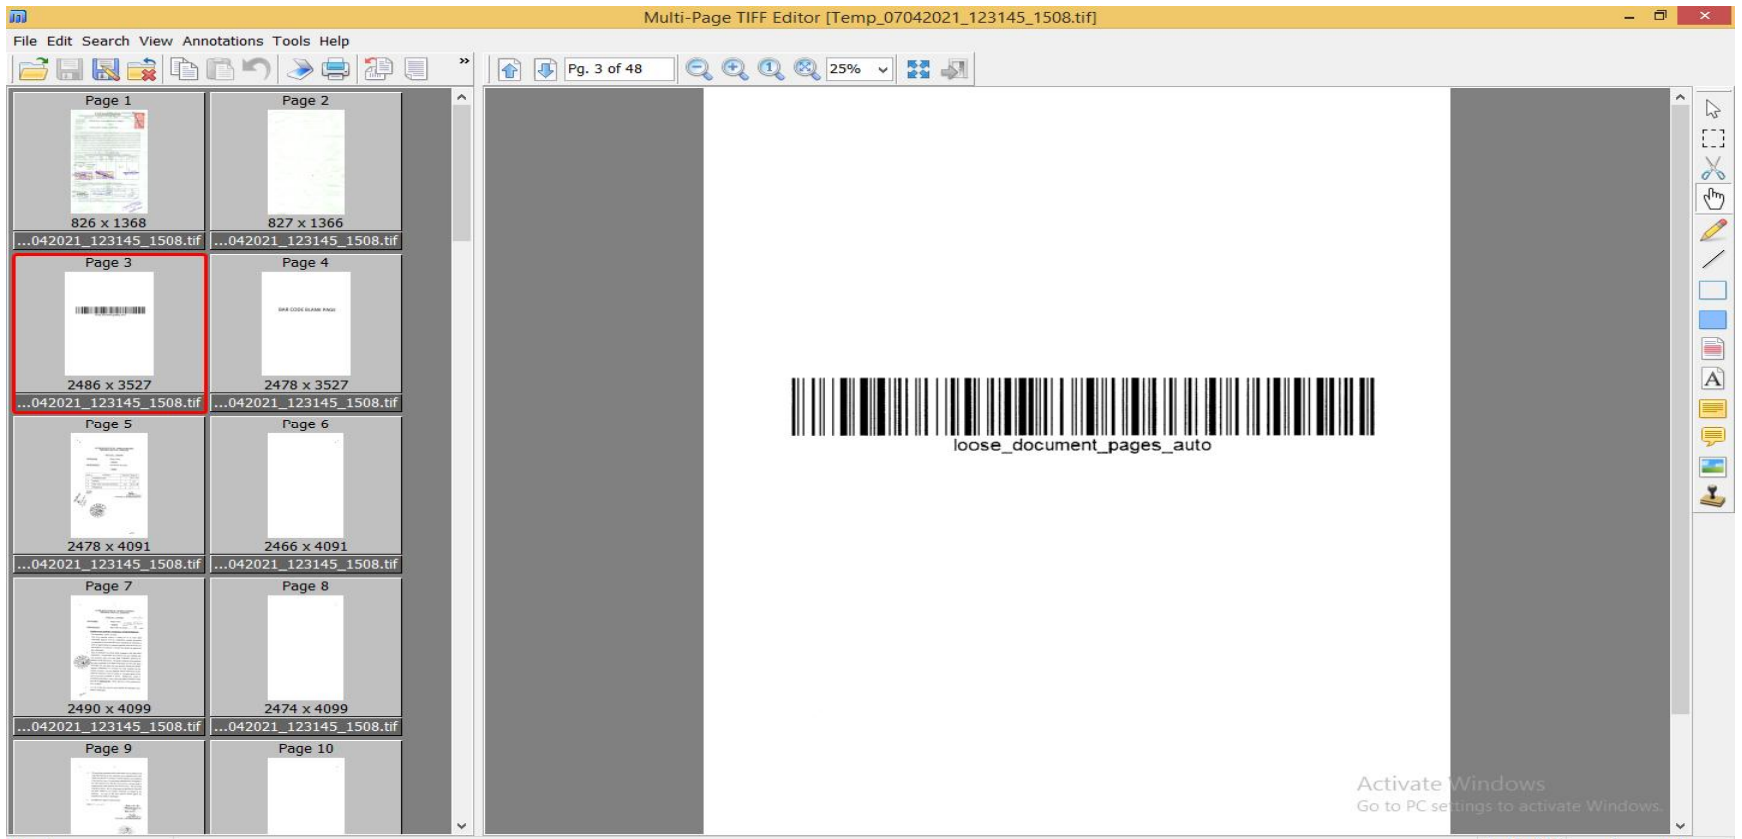 Multi-Page TIFF Editor [Temp_07042021_123145_1508.tif]
File Edit Search View Annotations Tools Help
Pg. 3 of 48
25%
Page 1
Page 2
826 x 1368
827 x 1366
...042021_123145_1508.tif
...042021_123145_1508.tif
Page 3
Page 4
BAR CODE BLANK PAGE
2486 x 3527
2478 x 3527
...042021_123145_1508.tif
...042021_123145_1508.tif
Page 5
Page 6
2478 x 4091
2466 x 4091
...042021_123145_1508.tif
...042021_123145_1508.tif
Page 7
Page 8
2490 x 4099
2474 x 4099
...042021_123145_1508.tif
...042021_123145_1508.tif
Page 9
Page 10
loose_document_pages_auto
Activate Windows
Go to PC settings to activate Windows.